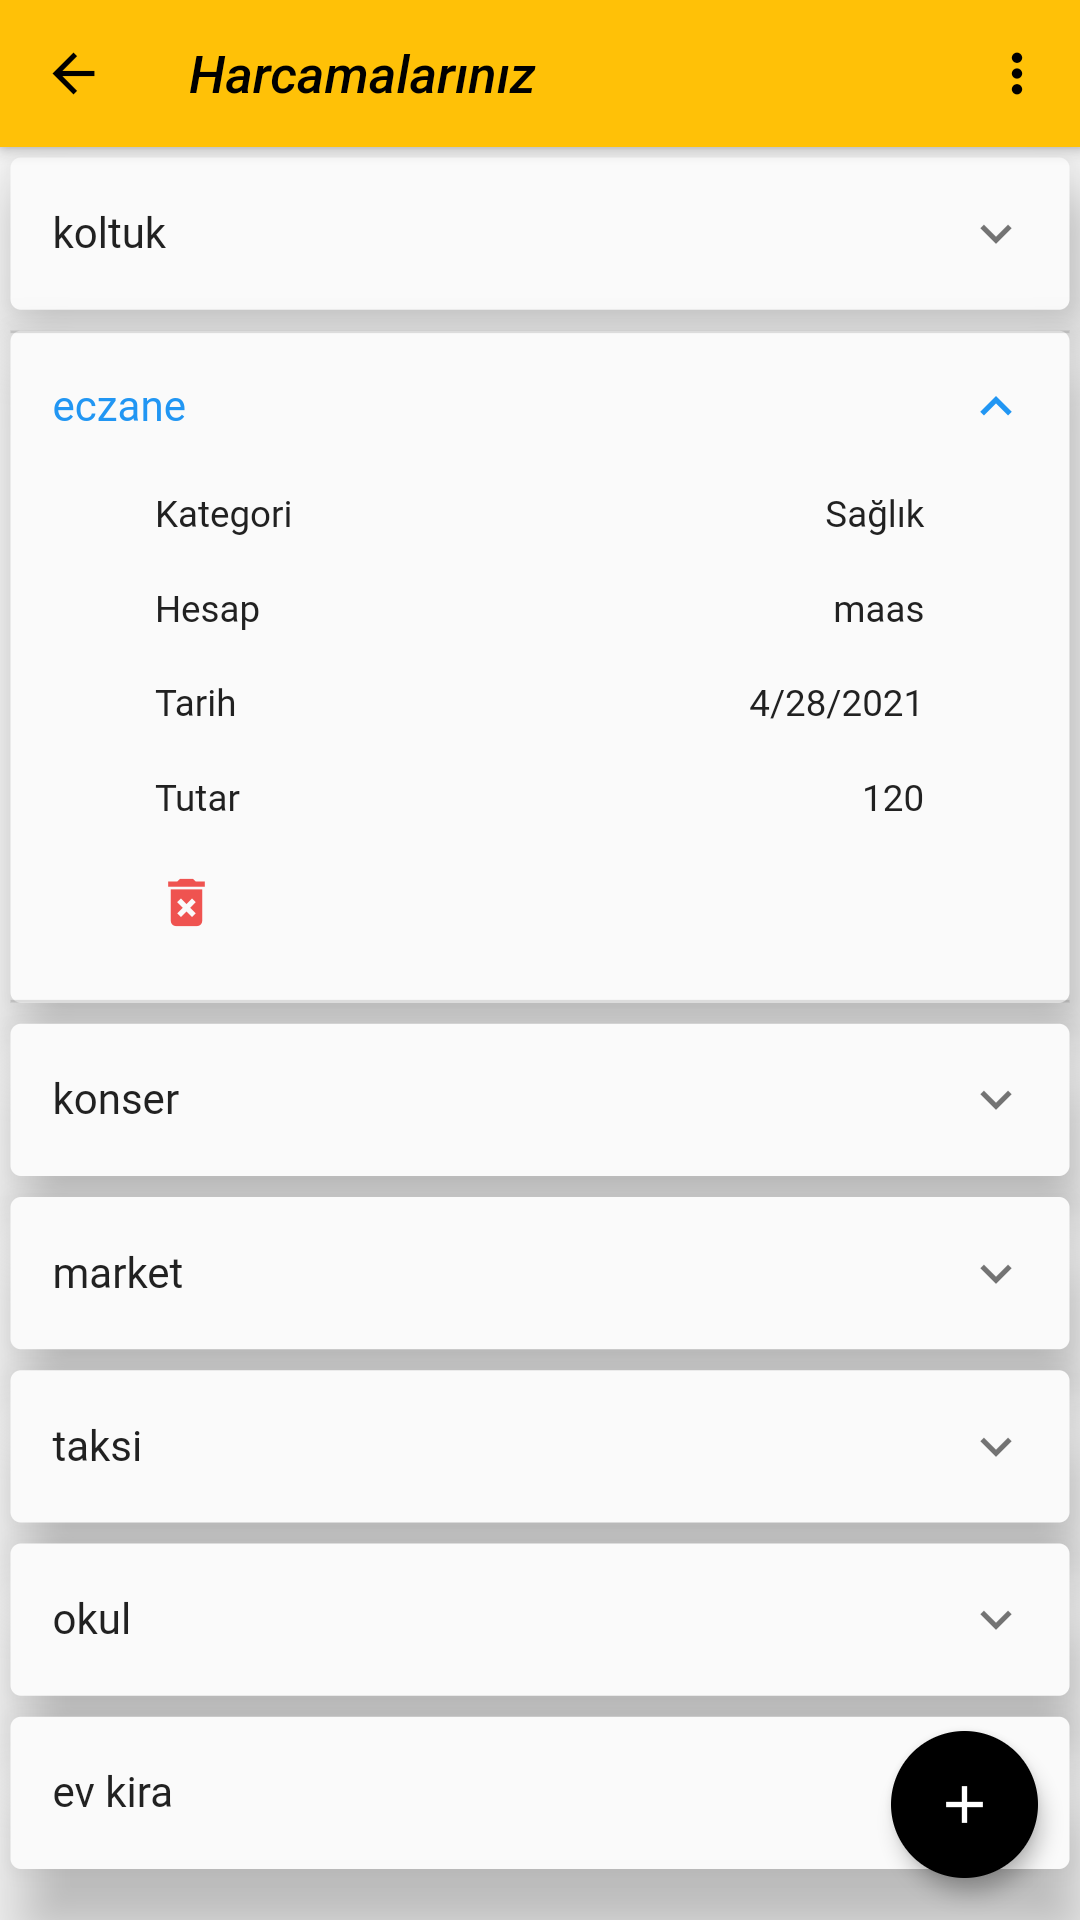 Harcamalarınız
koltuk
eczane
Kategori Sağlık
Hesap maas
Tarih 4/28/2021
Tutar 120
konser
market
taksi
okul
ev kira